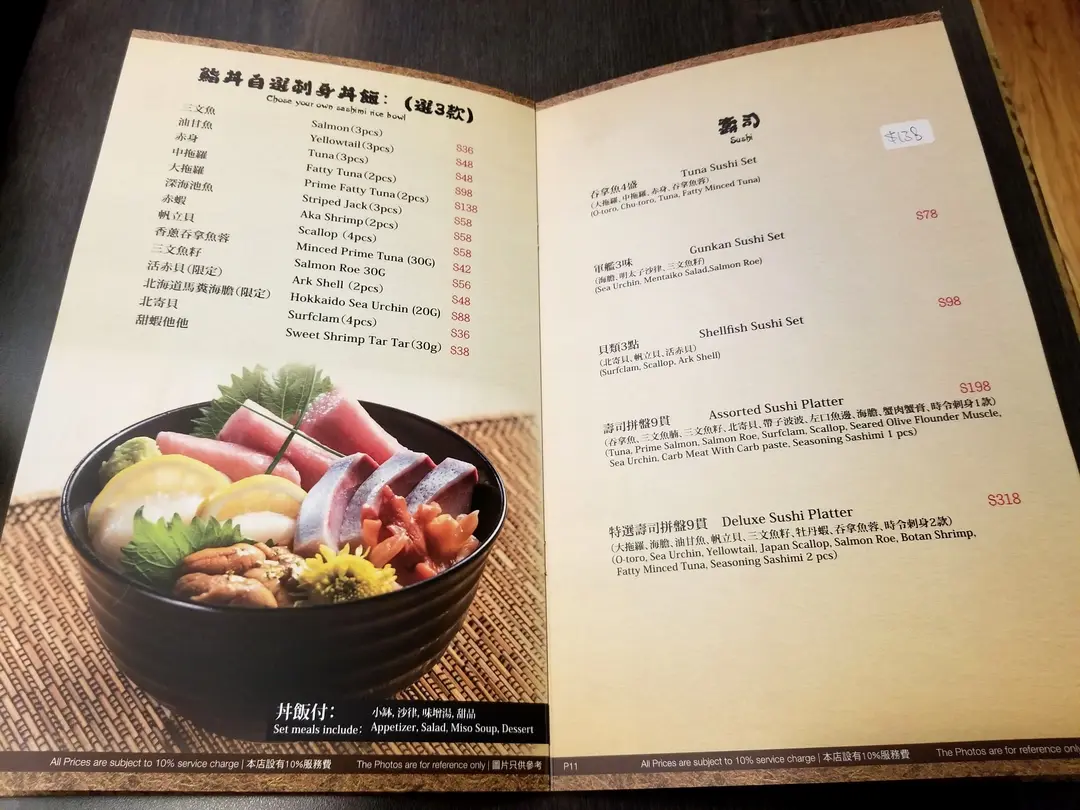 鮨丼自選刺身丼飯：（選3款）
Chose your own sashimi rice bowl
三文魚 Salmon(3pcs) $36
油甘魚 Yellowtail(3pcs) $48
赤身 Tuna(3pcs) $48
中拖羅 Fatty Tuna(2pcs) $98
大拖羅 Prime Fatty Tuna(2pcs) $138
深海池魚 Striped Jack(3pcs) $58
赤蝦 Aka Shrimp(2pcs) $58
帆立貝 Scallop (4pcs) $58
香蔥吞拿魚蓉 Minced Prime Tuna (30G) $42
三文魚籽 Salmon Roe 30G $56
活赤貝(限定) Ark Shell (2pcs) $48
北海道馬糞海膽(限定) Hokkaido Sea Urchin (20G) $88
北寄貝 Surfclam(4pcs) $36
甜蝦他他 Sweet Shrimp Tar Tar(30g) $38
丼飯付： 小缽, 沙律, 味增湯, 甜品
Set meals include: Appetizer, Salad, Miso Soup, Dessert
All Prices are subject to 10% service charge | 本店設有10%服務費 The Photos are for reference only | 圖片只供參考
壽司
Sushi
$138
吞拿魚4盛 Tuna Sushi Set
(大拖羅、中拖羅、赤身、吞拿魚蓉)
(O-toro, Chu-toro, Tuna, Fatty Minced Tuna)
$78
軍艦3味 Gunkan Sushi Set
(海膽、明太子沙律、三文魚籽)
(Sea Urchin, Mentaiko Salad,Salmon Roe)
$98
貝類3點 Shellfish Sushi Set
(北寄貝、帆立貝、活赤貝)
(Surfclam, Scallop, Ark Shell)
$198
壽司拼盤9貫 Assorted Sushi Platter
(吞拿魚、三文魚腩、三文魚籽、北寄貝、帶子波波、左口魚邊、海膽、蟹肉蟹膏、時令刺身1款)
(Tuna, Prime Salmon, Salmon Roe, Surfclam, Scallop, Seared Olive Flounder Muscle,
Sea Urchin, Carb Meat With Carb paste, Seasoning Sashimi 1 pcs)
$318
特選壽司拼盤9貫 Deluxe Sushi Platter
(大拖羅、海膽、油甘魚、帆立貝、三文魚籽、牡丹蝦、吞拿魚蓉、時令刺身2款)
(O-toro, Sea Urchin, Yellowtail, Japan Scallop, Salmon Roe, Botan Shrimp,
Fatty Minced Tuna, Seasoning Sashimi 2 pcs)
P11 All Prices are subject to 10% service charge | 本店設有10%服務費 The Photos are for reference only